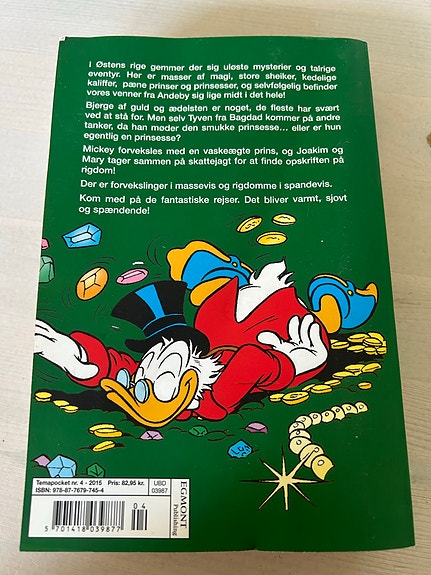 I Østens rige gemmer der sig uløste mysterier og talrige
eventyr. Her er masser af magi, store sheiker, kedelige
kaliffer, pæne prinser og prinsesser, og selvfølgelig befinder
vores venner fra Andeby sig lige midt i det hele!
Bjerge af guld og ædelsten er noget, de fleste har svært
ved at stå for. Men selv Tyven fra Bagdad kommer på andre
tanker, da han møder den smukke prinsesse... eller er hun
egentlig en prinsesse?
Mickey forveksles med en vaskeægte prins, og Joakim og
Mary tager sammen på skattejagt for at finde opskriften på
rigdom!
Der er forvekslinger i massevis og rigdomme i spandevis.
Kom med på de fantastiske rejser. Det bliver varmt, sjovt
og spændende!
Temapocket nr. 4 - 2015 Pris: 82,95 kr.
ISBN: 978-87-7679-745-4
UBD
03987
04
5 701418 039877
EGMONT
Publishing